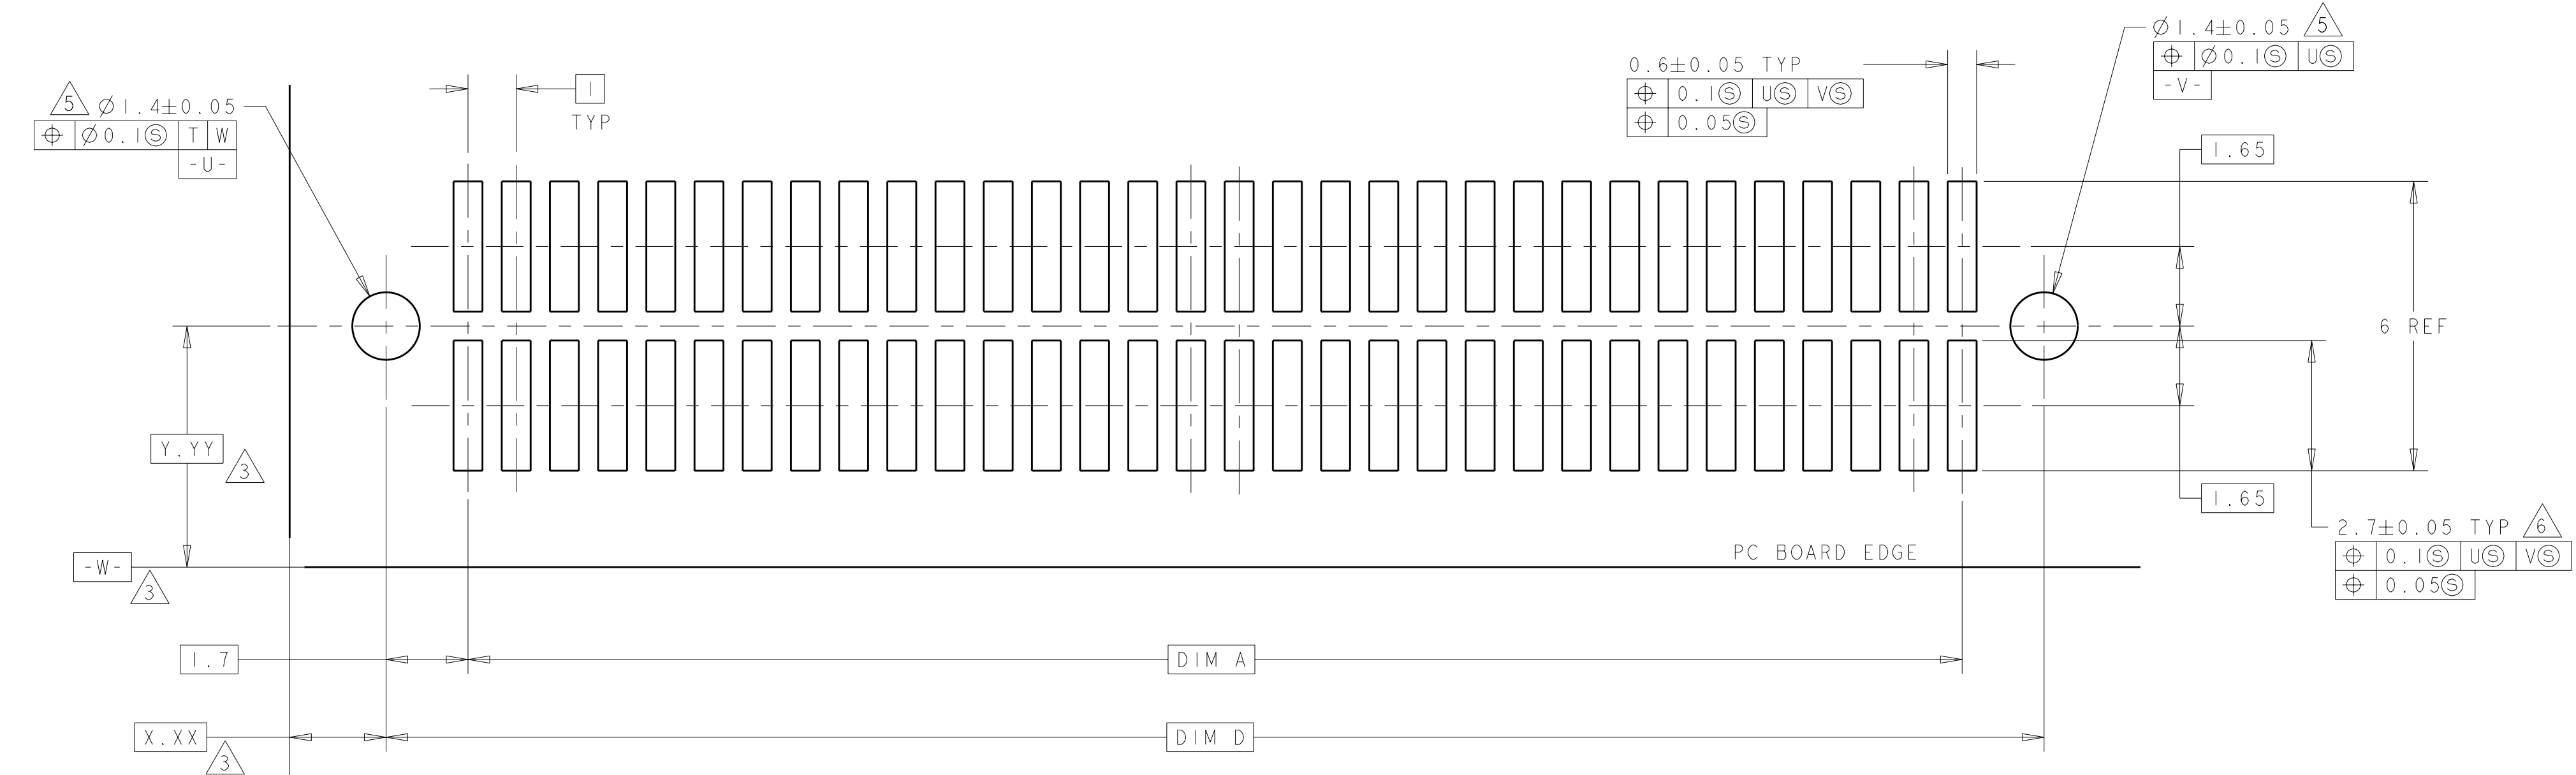 5 Ø1.4±0.05
⌖ Ø0.1Ⓢ T W
-U-
1
TYP
0.6±0.05 TYP
⌖ 0.1Ⓢ UⓈ VⓈ
⌖ 0.05Ⓢ
Ø1.4±0.05 5
⌖ Ø0.1Ⓢ UⓈ
-V-
1.65
6 REF
Y.YY
3
1.65
2.7±0.05 TYP 6
⌖ 0.1Ⓢ UⓈ VⓈ
⌖ 0.05Ⓢ
PC BOARD EDGE
-W-
3
1.7
DIM A
X.XX
3
DIM D